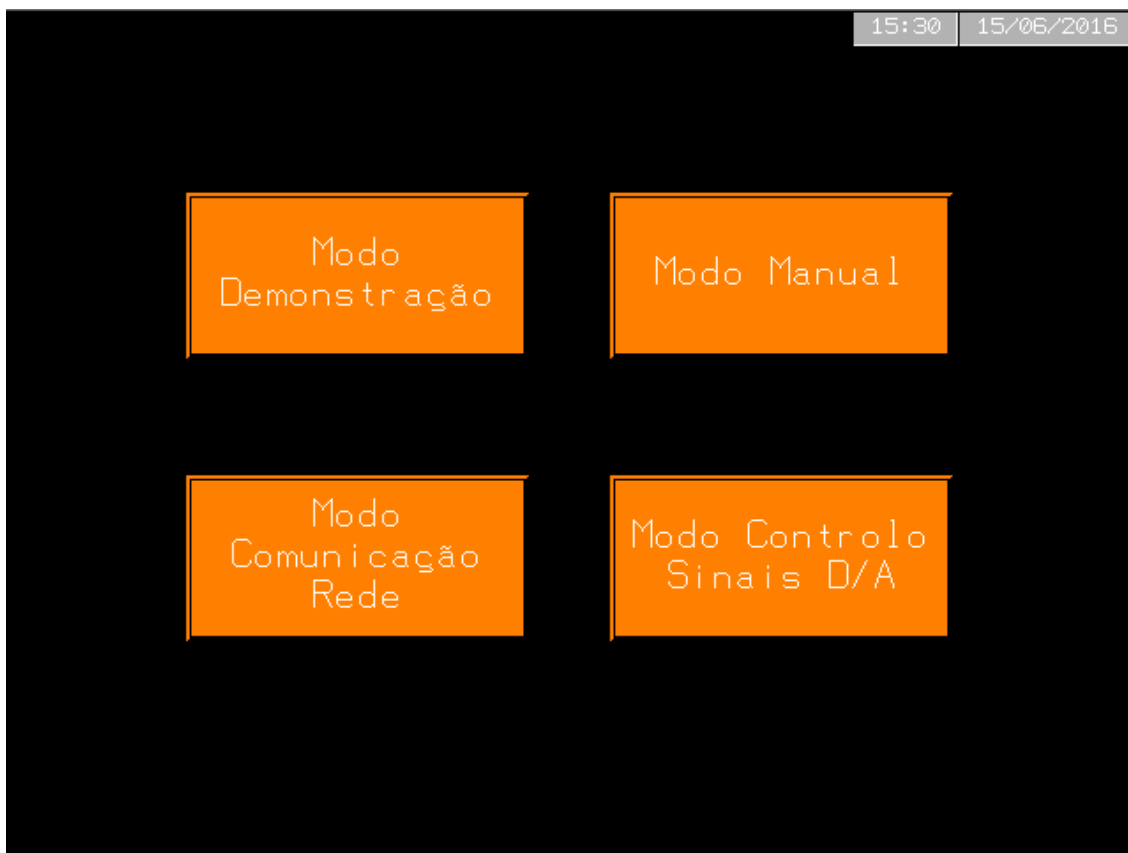 15:30 15/06/2016
Modo
Demonstração
Modo Manual
Modo
Comunicação
Rede
Modo Controlo
Sinais D/A